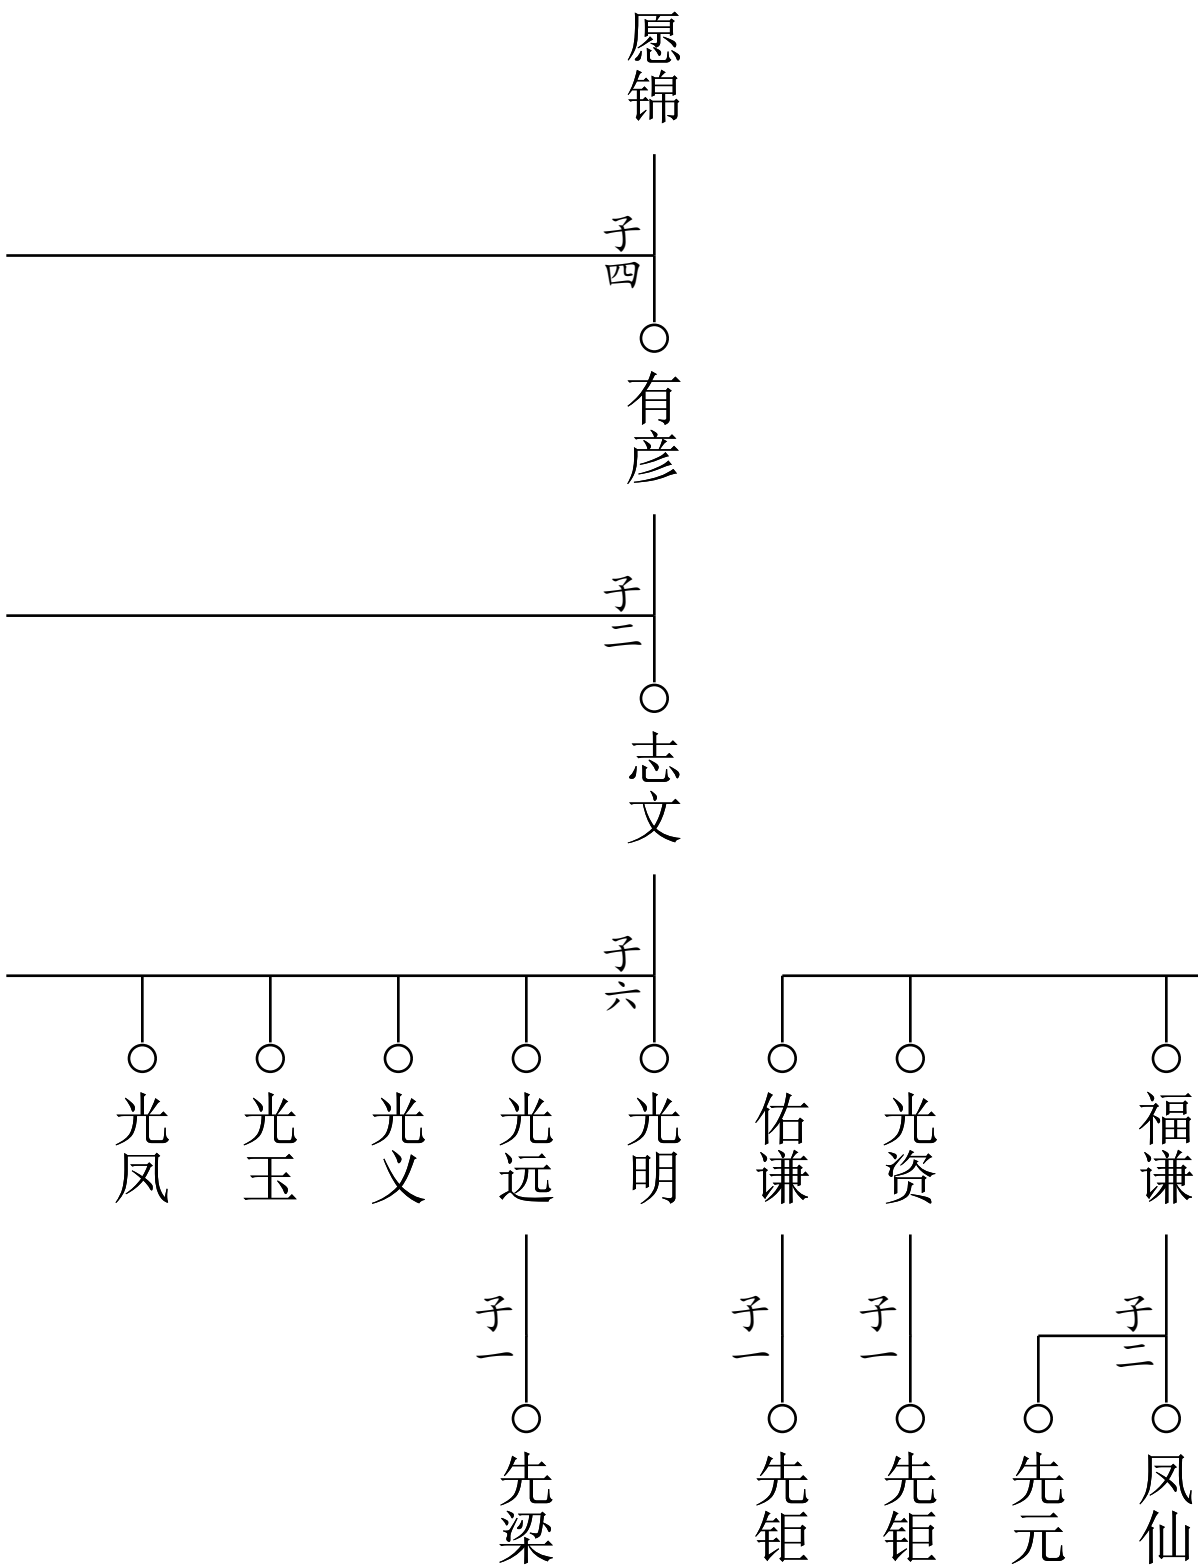 愿锦
子四
有彦
子二
志文
子六
福谦
光资
佑谦
光明
光远
光义
光玉
光凤
子二
子一
子一
子一
凤仙
先元
先钜
先钜
先梁